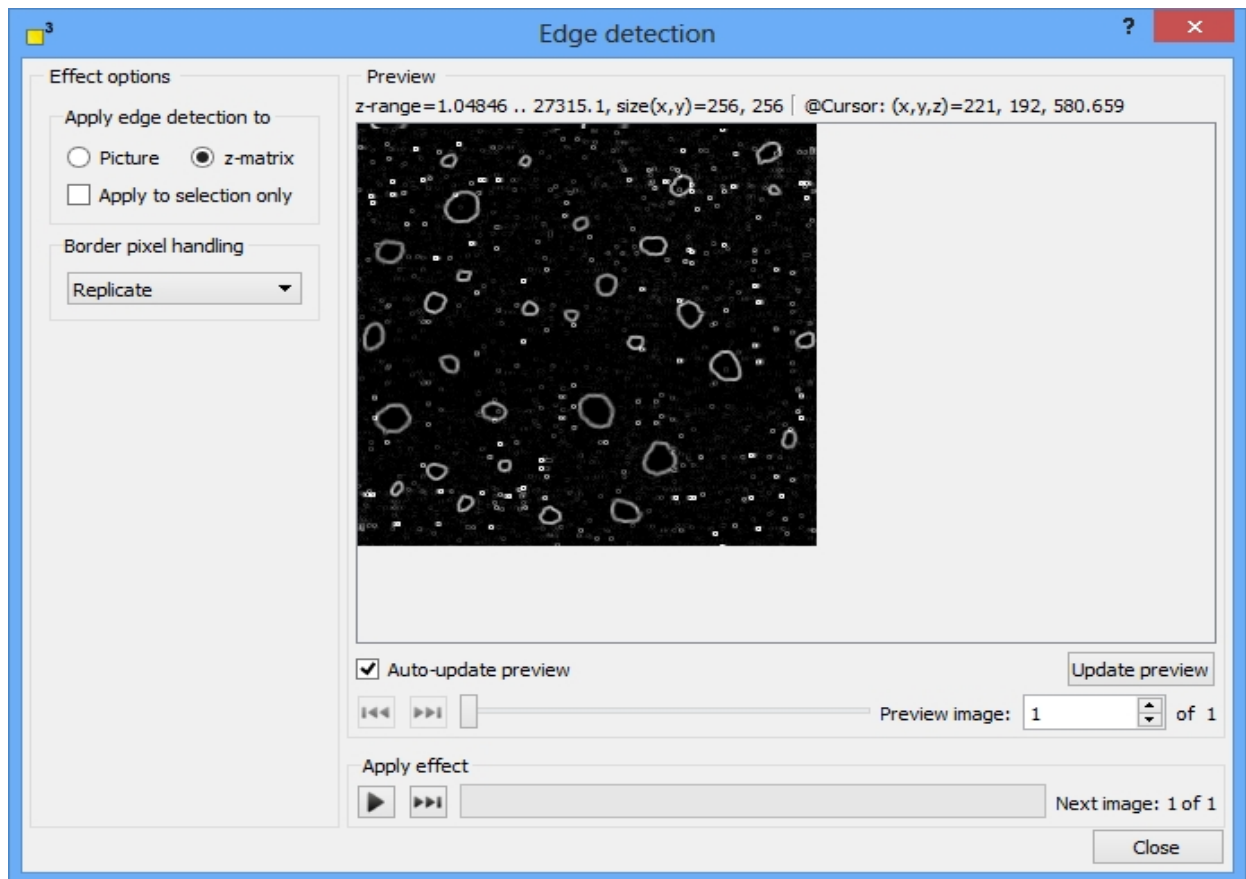 3
Edge detection
?
Effect options
Apply edge detection to
Picture
z-matrix
Apply to selection only
Border pixel handling
Replicate
Preview
z-range=1.04846 .. 27315.1, size(x,y)=256, 256 @Cursor: (x,y,z)=221, 192, 580.659
Auto-update preview
Update preview
Preview image: 1 of 1
Apply effect
Next image: 1 of 1
Close